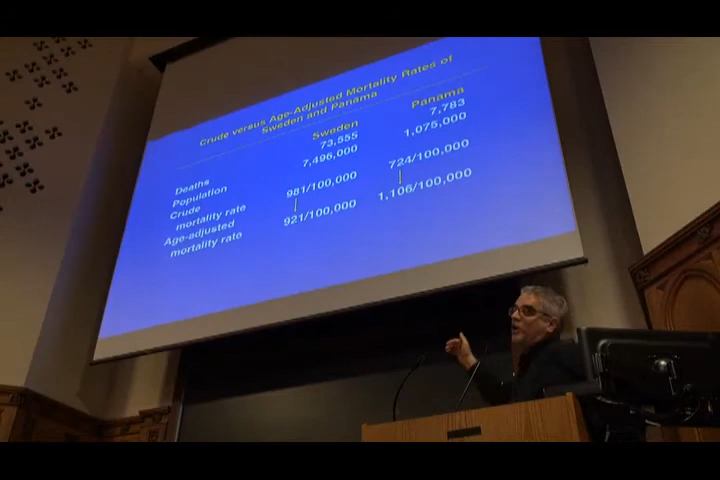 Crude versus Age-Adjusted Mortality Rates of
Sweden and Panama
Sweden Panama
Deaths 73,555 7,783
Population 7,496,000 1,075,000
Crude
mortality rate 981/100,000 724/100,000
Age-adjusted
mortality rate 921/100,000 1,106/100,000